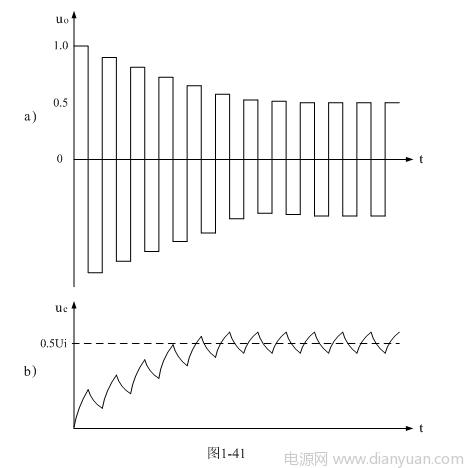 uo
1.0
0.5
a)
0
t
uc
0.5Ui
b)
t
图1-41
电源网 www.dianyuan.com